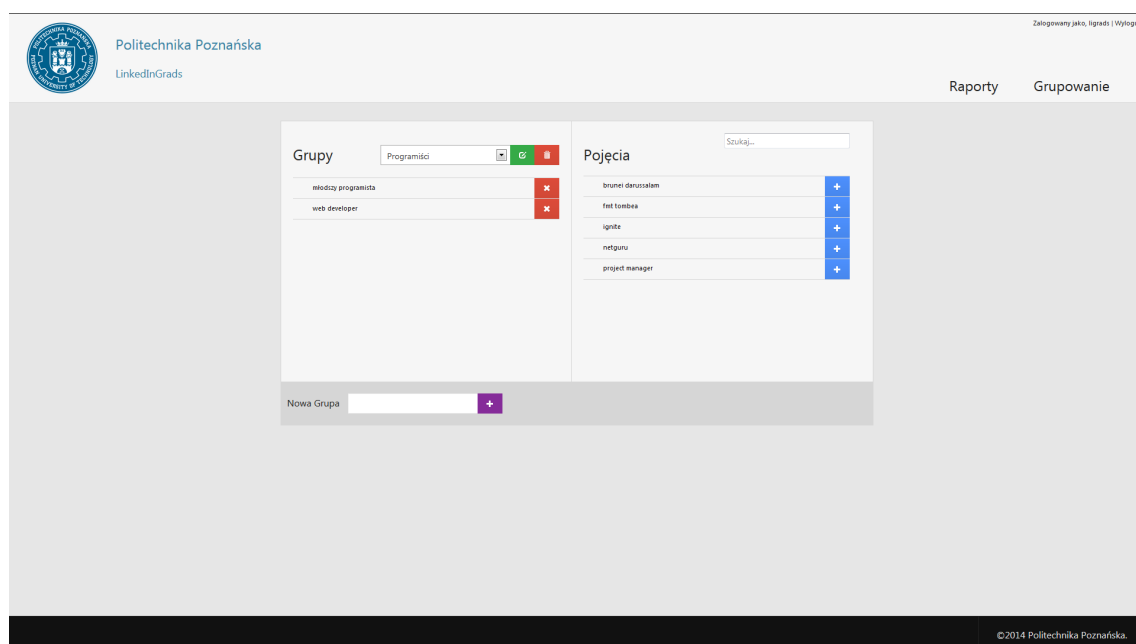 Zalogowany jako, ligrads | Wylogu
Politechnika Poznańska
LinkedInGrads
Raporty Grupowanie
Grupy
Programiści
młodszy programista
web developer
Szukaj...
Pojęcia
brunei darussalam
fmt tombea
ignite
netguru
project manager
Nowa Grupa
©2014 Politechnika Poznańska.